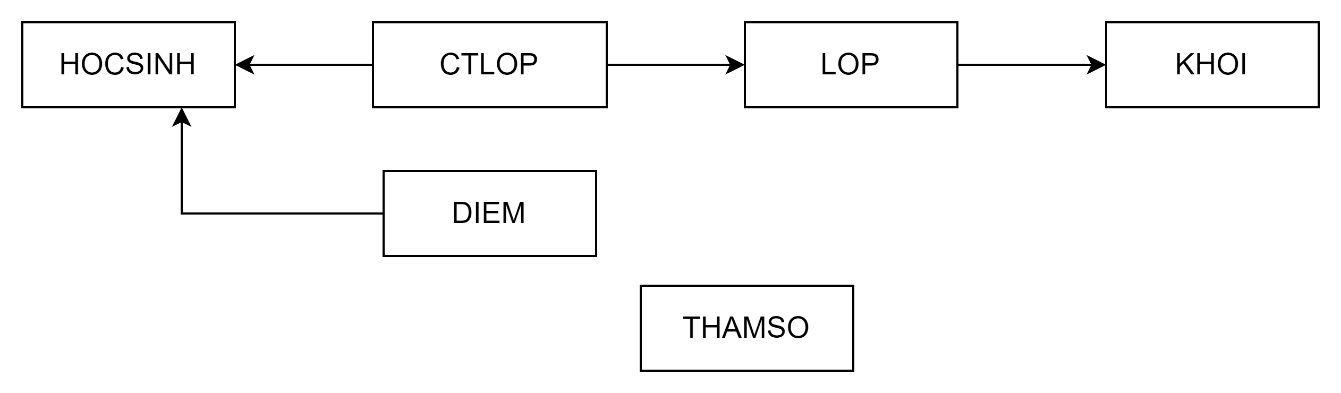 HOCSINH
CTLOP
LOP
KHOI
DIEM
THAMSO